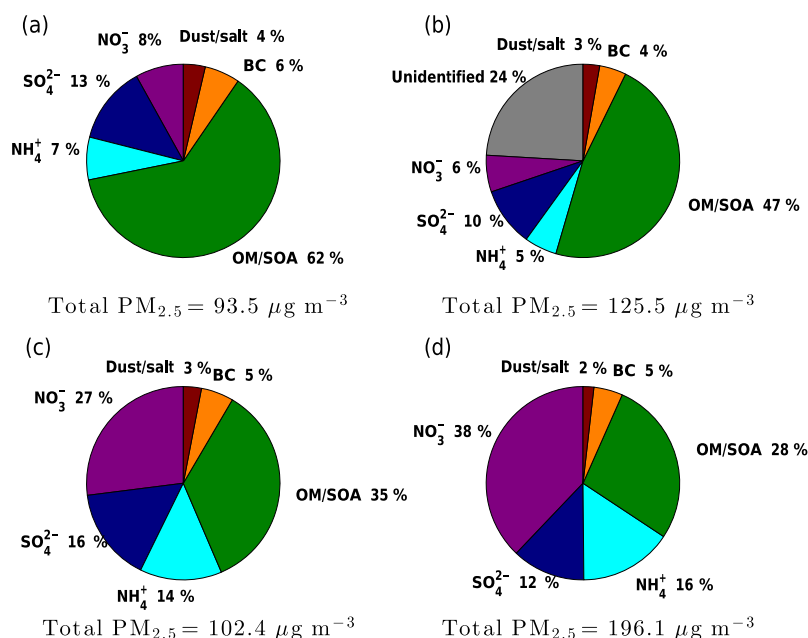 (a)
NO₃⁻ 8%
Dust/salt 4 %
BC 6 %
SO₄²⁻ 13 %
NH₄⁺ 7 %
OM/SOA 62 %
Total PM₂.₅ = 93.5 μg m⁻³
(b)
Dust/salt 3 %
BC 4 %
Unidentified 24 %
NO₃⁻ 6 %
OM/SOA 47 %
SO₄²⁻ 10 %
NH₄⁺ 5 %
Total PM₂.₅ = 125.5 μg m⁻³
(c)
Dust/salt 3 %
BC 5 %
NO₃⁻ 27 %
OM/SOA 35 %
SO₄²⁻ 16 %
NH₄⁺ 14 %
Total PM₂.₅ = 102.4 μg m⁻³
(d)
Dust/salt 2 %
BC 5 %
NO₃⁻ 38 %
OM/SOA 28 %
SO₄²⁻ 12 %
NH₄⁺ 16 %
Total PM₂.₅ = 196.1 μg m⁻³